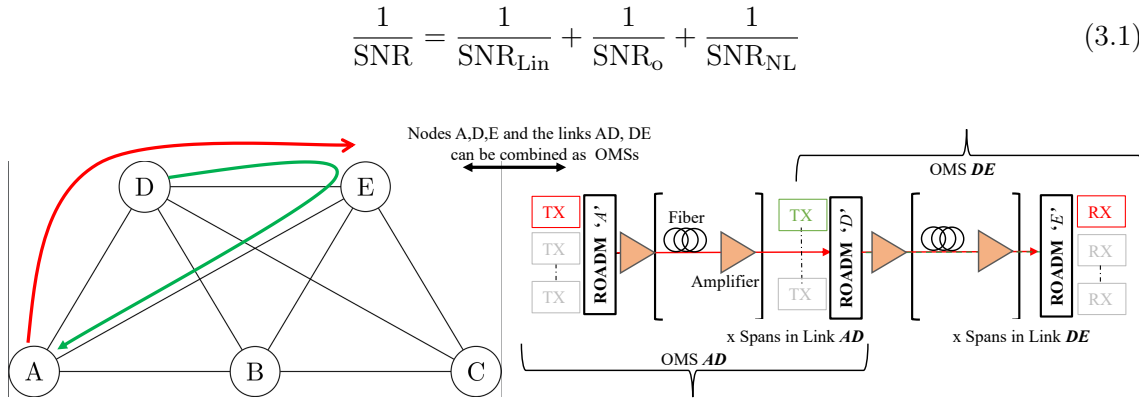 1/SNR = 1/SNR_Lin + 1/SNR_o + 1/SNR_NL (3.1)
Nodes A,D,E and the links AD, DE
can be combined as OMSs
OMS DE
D
E
A
B
C
TX
TX
TX
ROADM 'A'
Fiber
Amplifier
x Spans in Link AD
OMS AD
TX
TX
ROADM 'D'
x Spans in Link DE
ROADM 'E'
RX
RX
RX